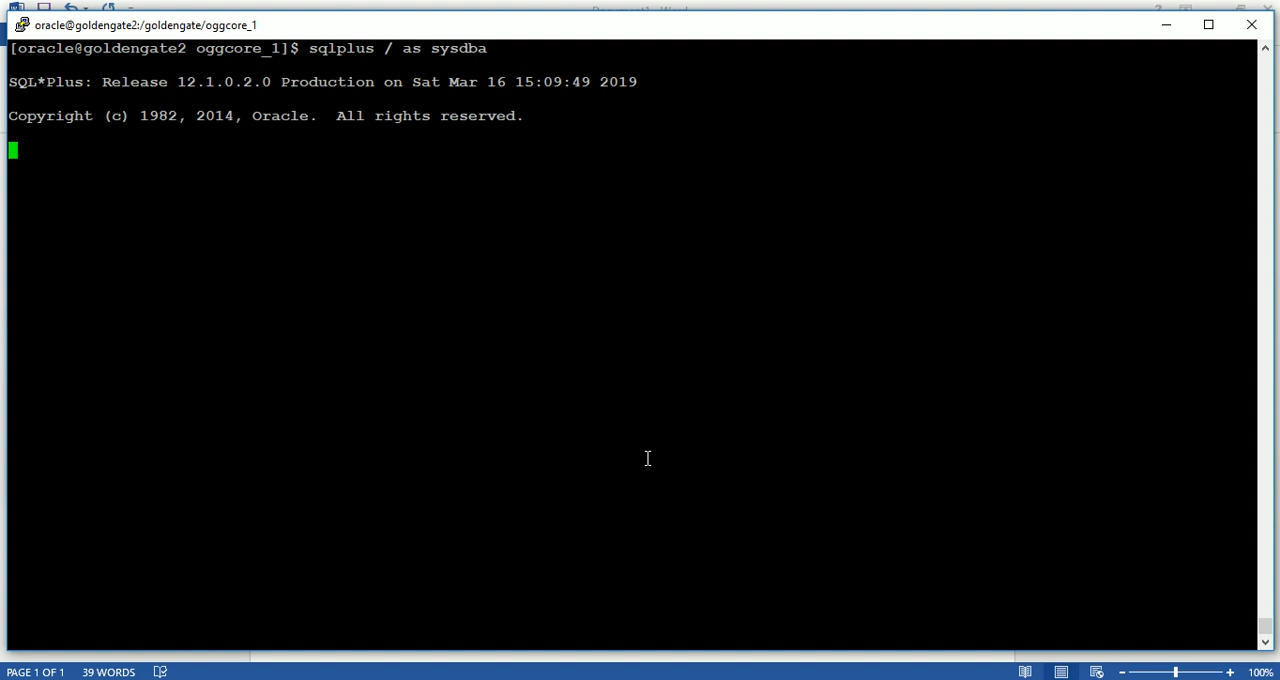 oracle@goldengate2:/goldengate/oggcore_1
[oracle@goldengate2 oggcore_1]$ sqlplus / as sysdba
SQL*Plus: Release 12.1.0.2.0 Production on Sat Mar 16 15:09:49 2019
Copyright (c) 1982, 2014, Oracle.  All rights reserved.
PAGE 1 OF 1 39 WORDS 100%